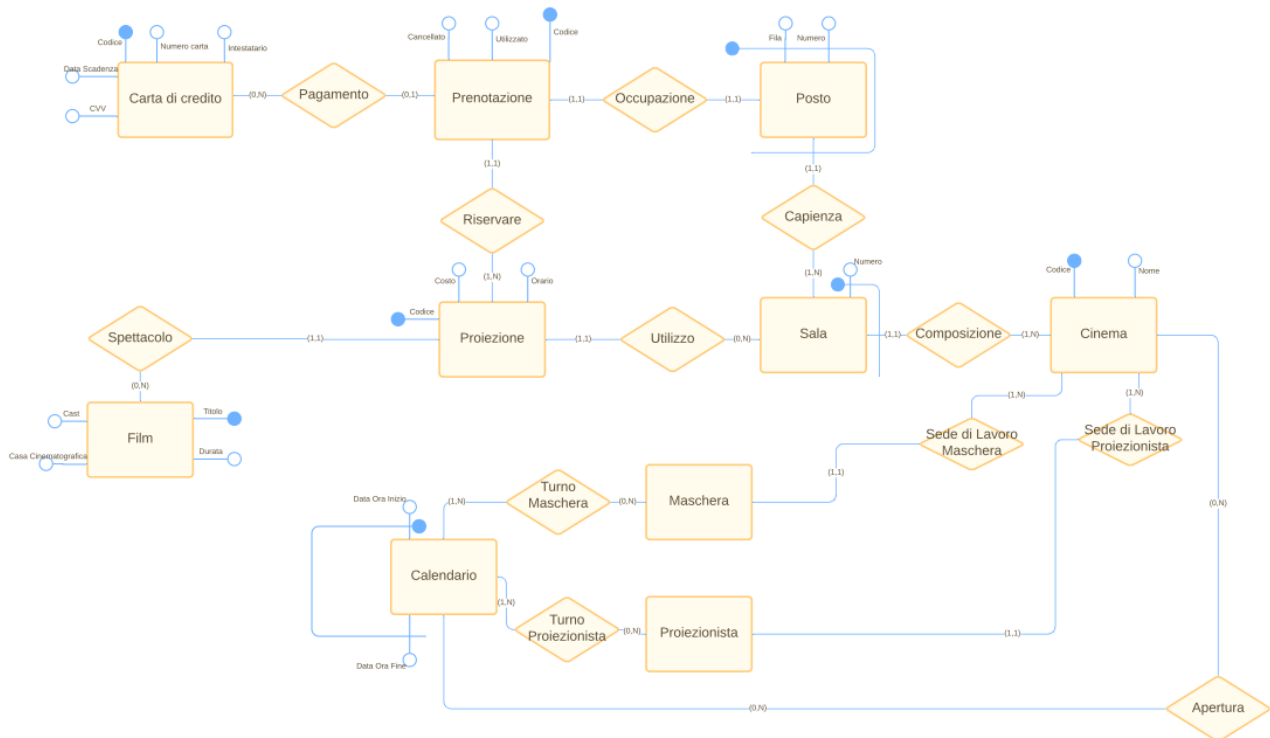 Codice
Numero carta
Intestatario
Data Scadenza
CVV
Carta di credito
(0,N)
Pagamento
(0,1)
Cancellato
Utilizzato
Codice
Prenotazione
(1,1)
Occupazione
(1,1)
Fila
Numero
Posto
(1,1)
Riservare
(1,N)
(1,1)
Capienza
(1,N)
Costo
Orario
Codice
Proiezione
(1,1)
Utilizzo
(0,N)
Numero
Sala
(1,1)
Composizione
(1,N)
Codice
Nome
Cinema
Spettacolo
(1,1)
(0,N)
Cast
Titolo
Casa Cinematografica
Durata
Film
(1,N)
Sede di Lavoro
Maschera
(1,1)
(1,N)
Sede di Lavoro
Proiezionista
(1,1)
Data Ora Inizio
(1,N)
Turno
Maschera
(0,N)
Maschera
Calendario
(1,N)
Turno
Proiezionista
(0,N)
Proiezionista
Data Ora Fine
(0,N)
(0,N)
Apertura